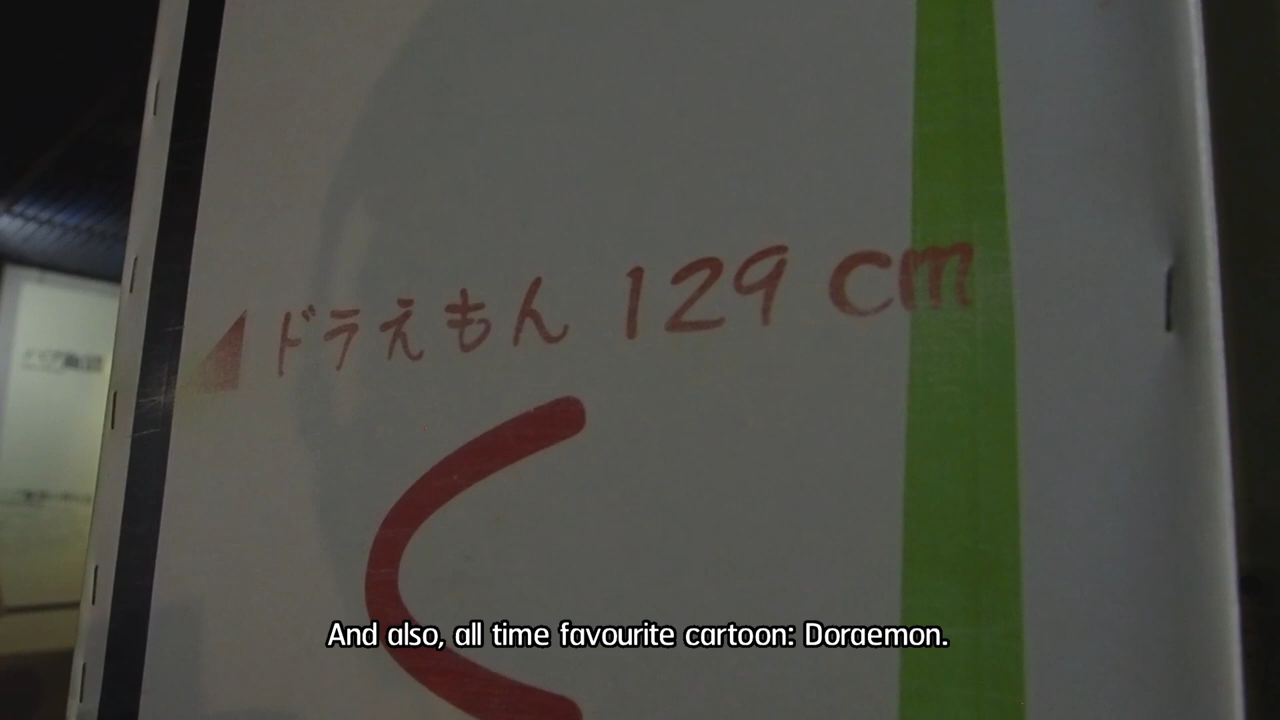 ドラえもん 129 cm
And also, all time favourite cartoon: Doraemon.